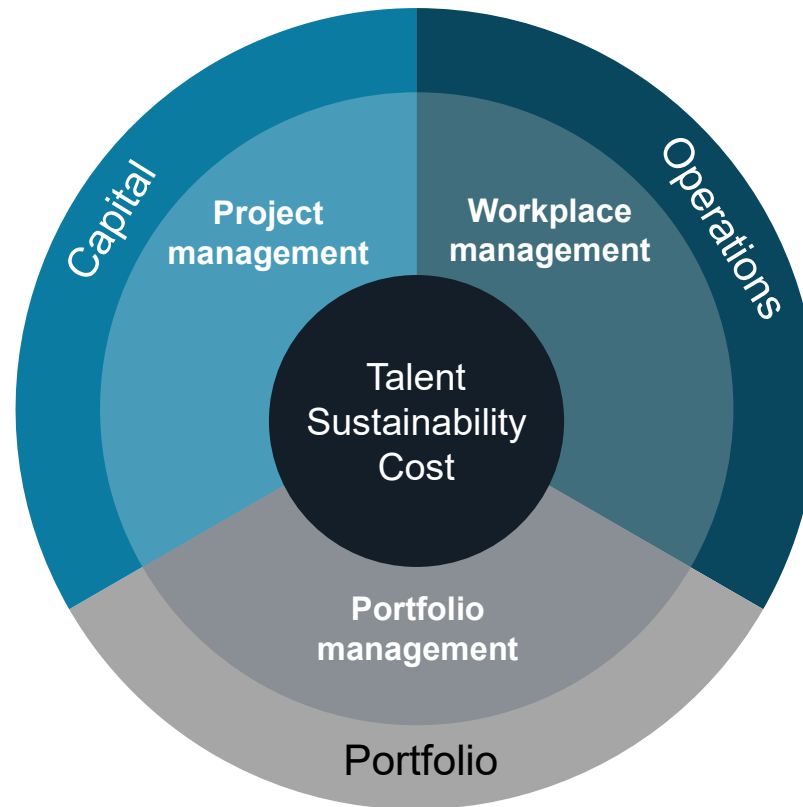 Capital
Operations
Project
management
Workplace
management
Talent
Sustainability
Cost
Portfolio
management
Portfolio